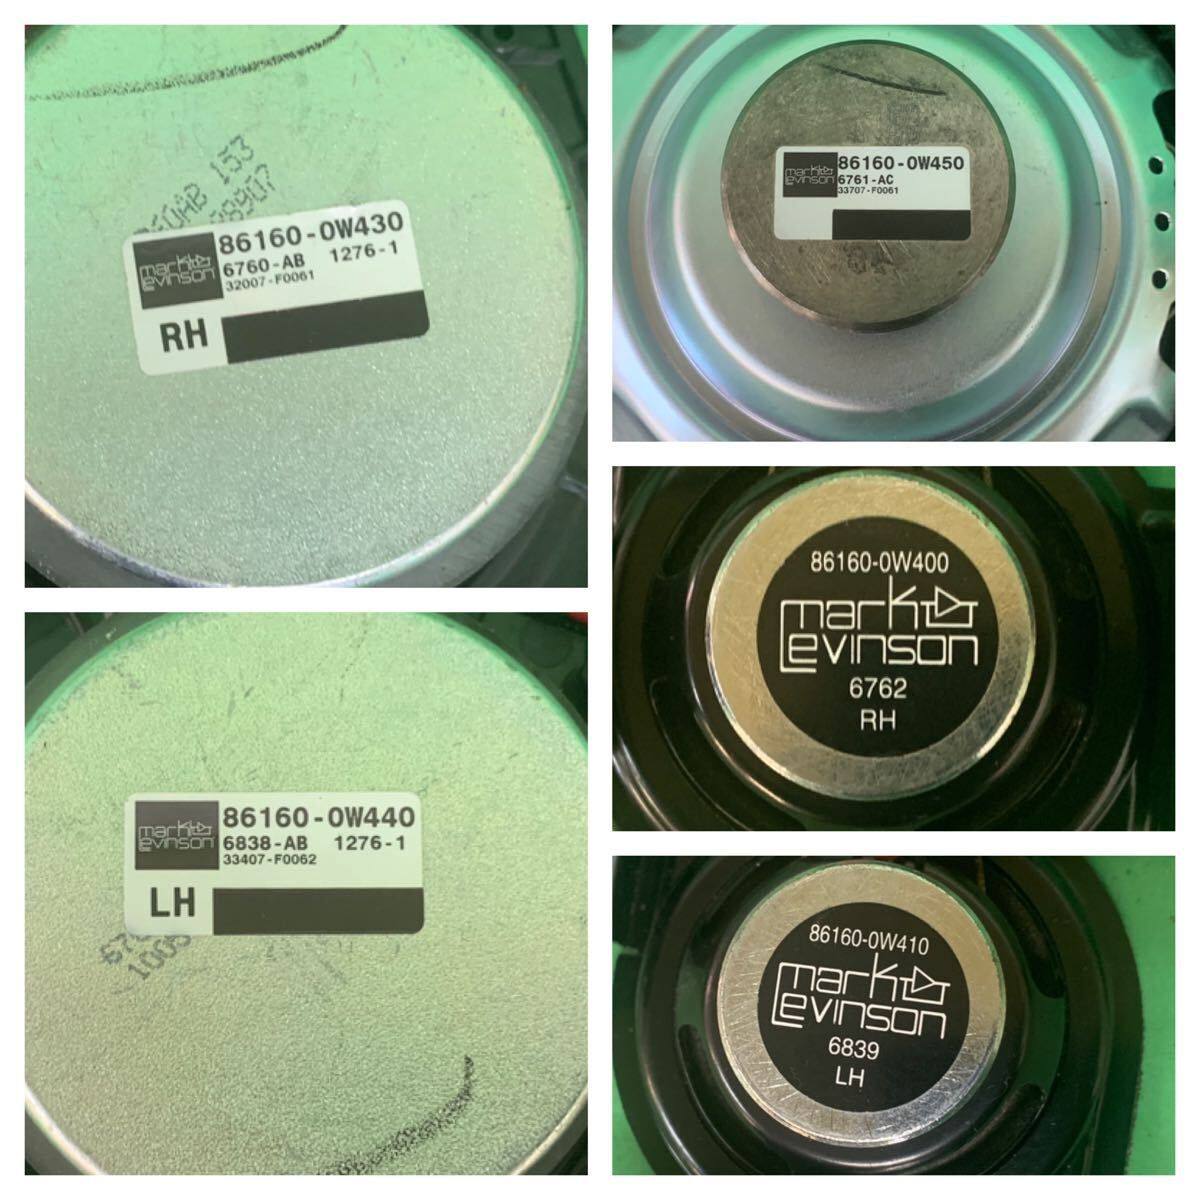 153
mark
Levinson
86160-0W430
6760-AB 1276-1
32007-F0061
RH
mark
Levinson
86160-0W450
6761-AC
33707-F0061
86160-0W400
mark
Levinson
6762
RH
mark
Levinson
86160-0W440
6838-AB 1276-1
33407-F0062
LH
86160-0W410
mark
Levinson
6839
LH